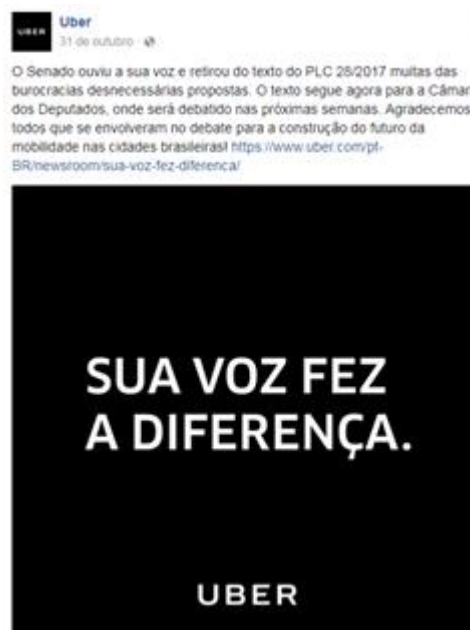 UBER
Uber
31 de outubro
O Senado ouviu a sua voz e retirou do texto do PLC 28/2017 muitas das
burocracias desnecessárias propostas. O texto segue agora para a Câmar
dos Deputados, onde será debatido nas próximas semanas. Agradecemos
todos que se envolveram no debate para a construção do futuro da
mobilidade nas cidades brasileiras! https://www.uber.com/pt-
BR/newsroom/sua-voz-fez-diferenca/
SUA VOZ FEZ
A DIFERENÇA.
UBER